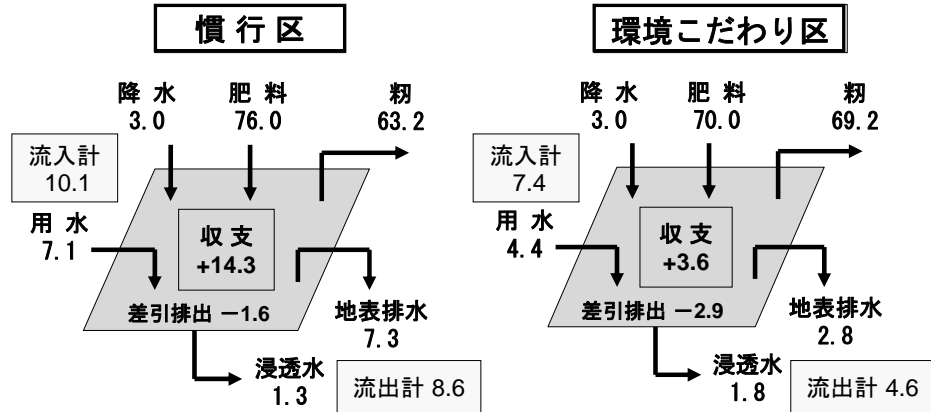 慣行区
降水
3.0
肥料
76.0
籾
63.2
流入計
10.1
用水
7.1
収支
+14.3
差引排出 －1.6
地表排水
7.3
浸透水
1.3
流出計 8.6
環境こだわり区
降水
3.0
肥料
70.0
籾
69.2
流入計
7.4
用水
4.4
収支
+3.6
差引排出 －2.9
地表排水
2.8
浸透水
1.8
流出計 4.6